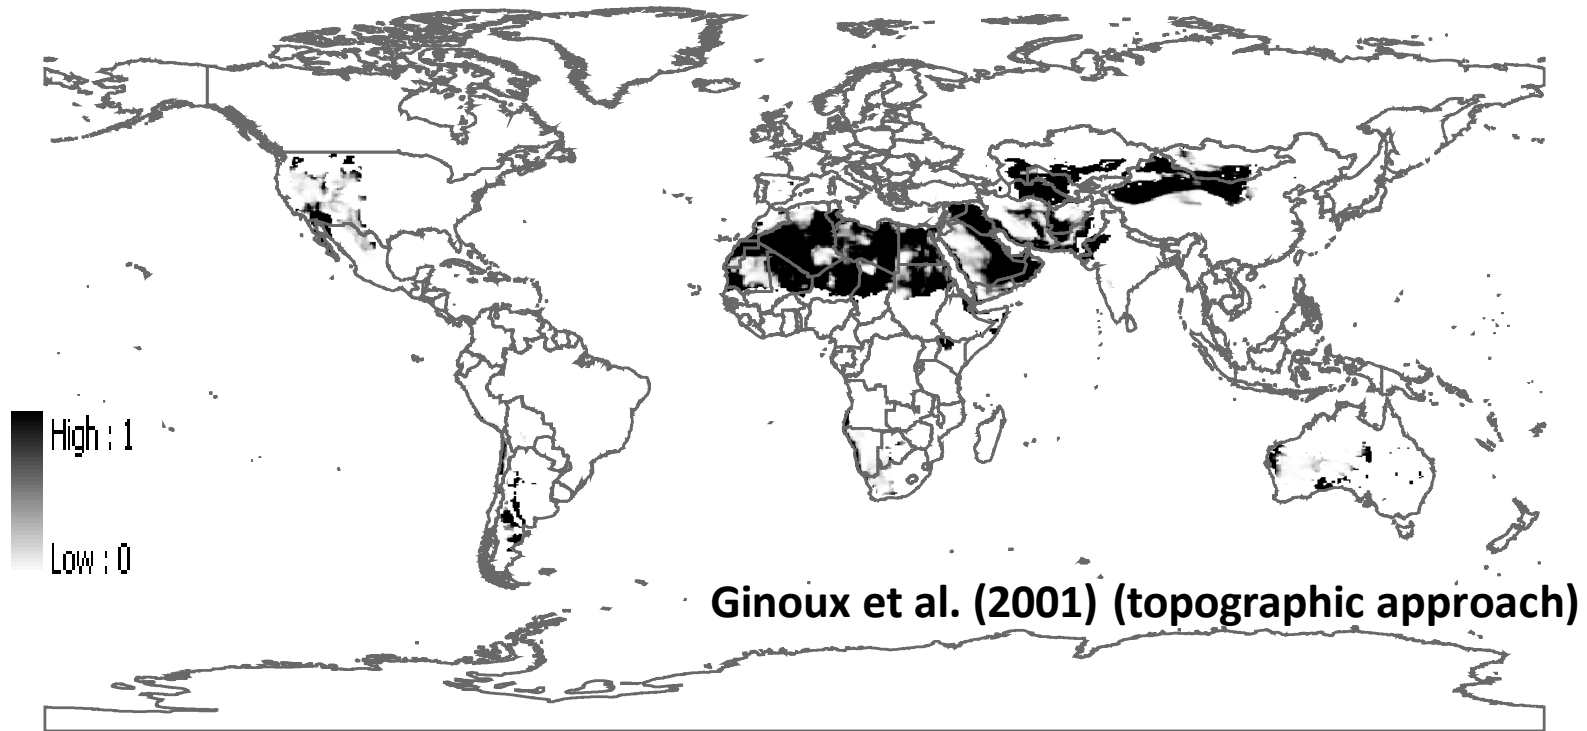 High : 1
Low : 0
Ginoux et al. (2001) (topographic approach)